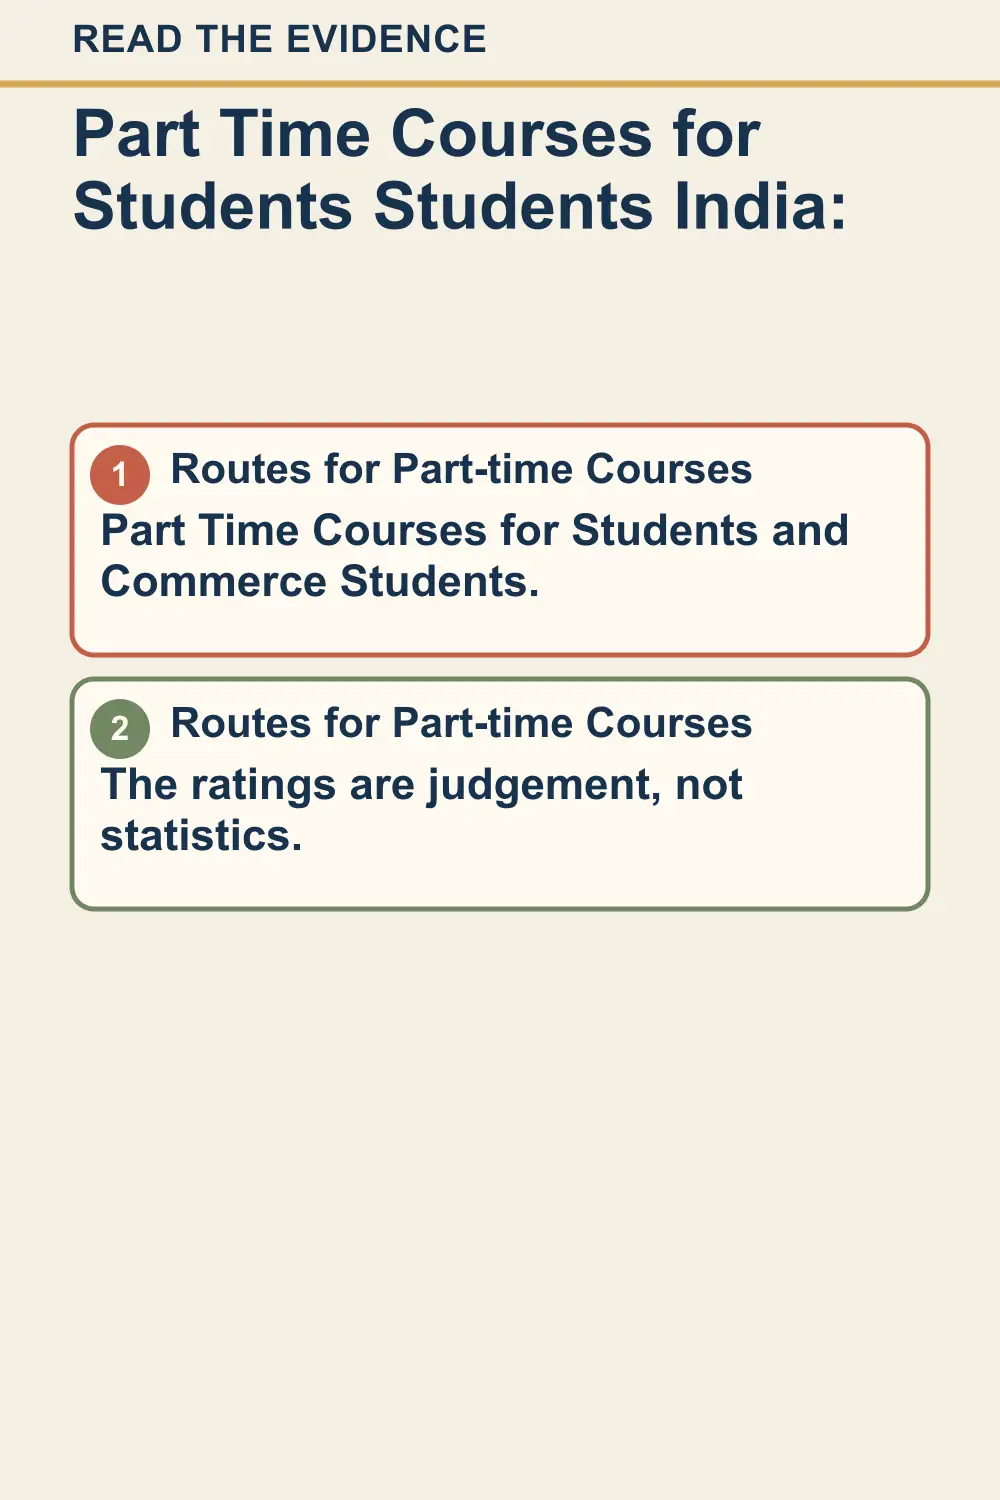 READ THE EVIDENCE
Part Time Courses for
Students Students India:
1
Routes for Part-time Courses
Part Time Courses for Students and
Commerce Students.
2
Routes for Part-time Courses
The ratings are judgement, not
statistics.